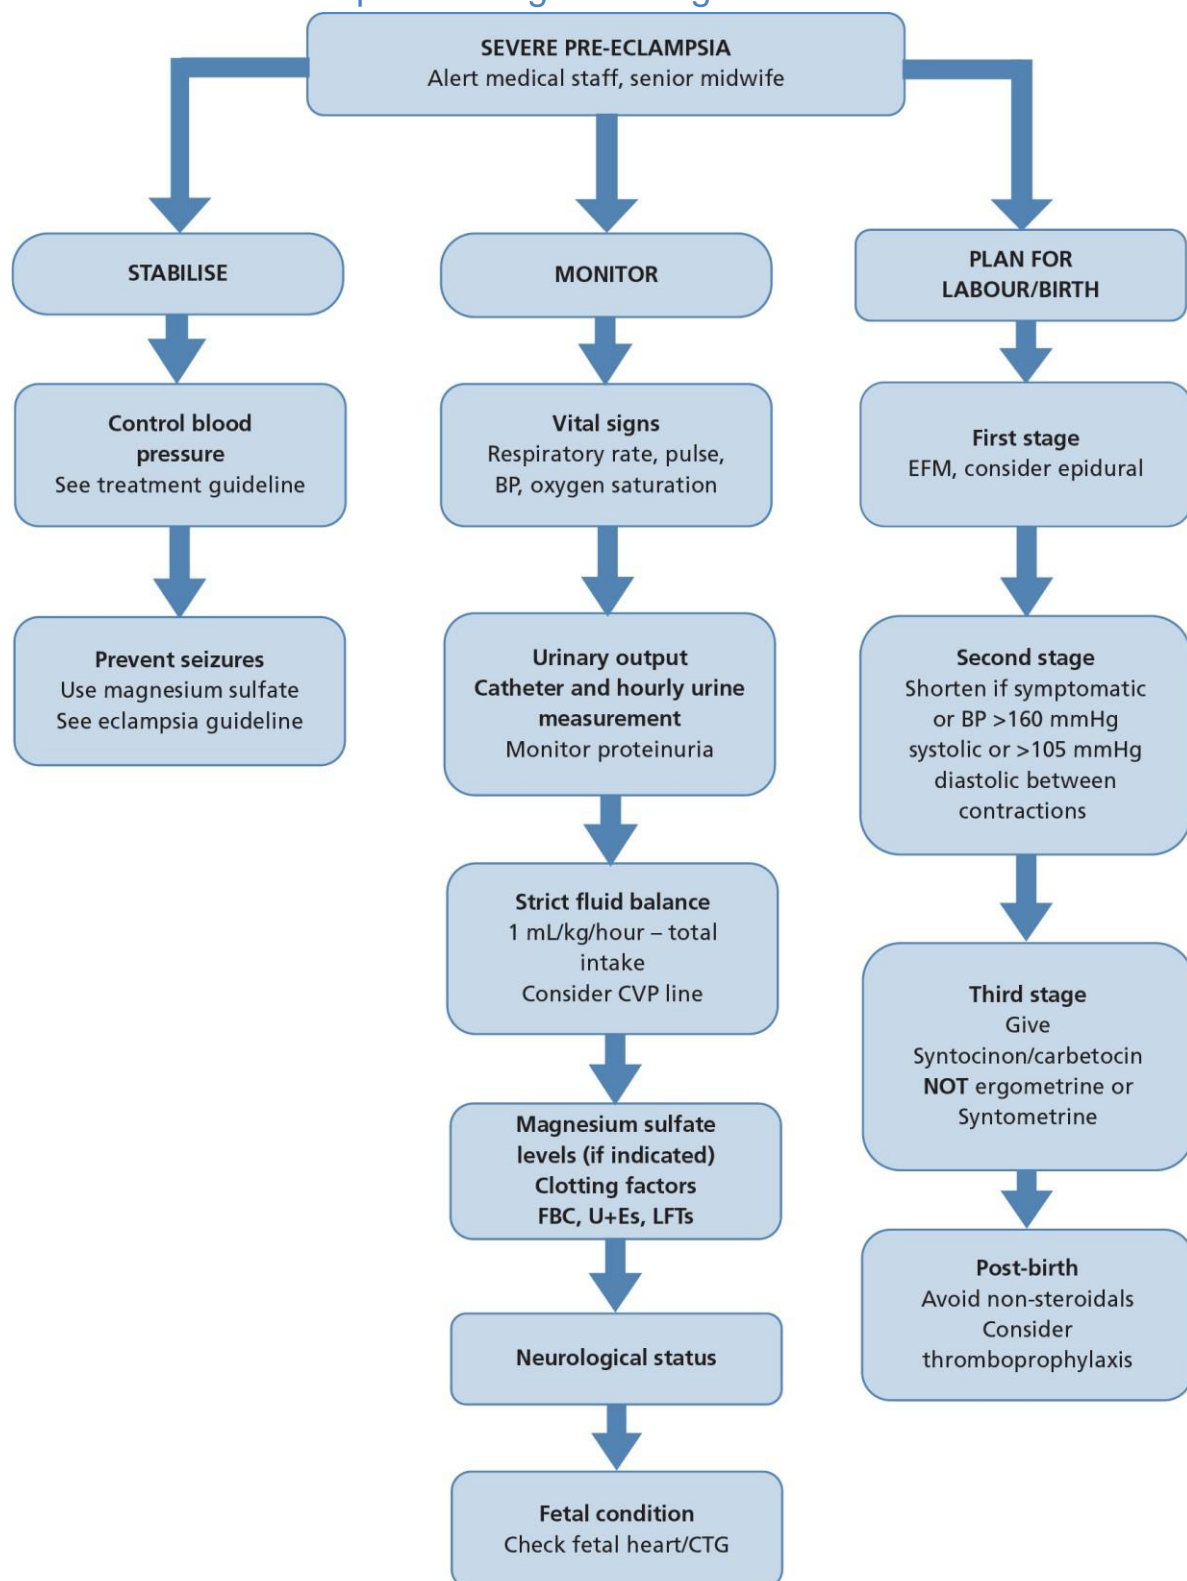 SEVERE PRE-ECLAMPSIA
Alert medical staff, senior midwife
STABILISE
Control blood
pressure
See treatment guideline
Prevent seizures
Use magnesium sulfate
See eclampsia guideline
MONITOR
Vital signs
Respiratory rate, pulse,
BP, oxygen saturation
Urinary output
Catheter and hourly urine
measurement
Monitor proteinuria
Strict fluid balance
1 mL/kg/hour – total
intake
Consider CVP line
Magnesium sulfate
levels (if indicated)
Clotting factors
FBC, U+Es, LFTs
Neurological status
Fetal condition
Check fetal heart/CTG
PLAN FOR
LABOUR/BIRTH
First stage
EFM, consider epidural
Second stage
Shorten if symptomatic
or BP >160 mmHg
systolic or >105 mmHg
diastolic between
contractions
Third stage
Give
Syntocinon/carbetocin
NOT ergometrine or
Syntometrine
Post-birth
Avoid non-steroidals
Consider
thromboprophylaxis